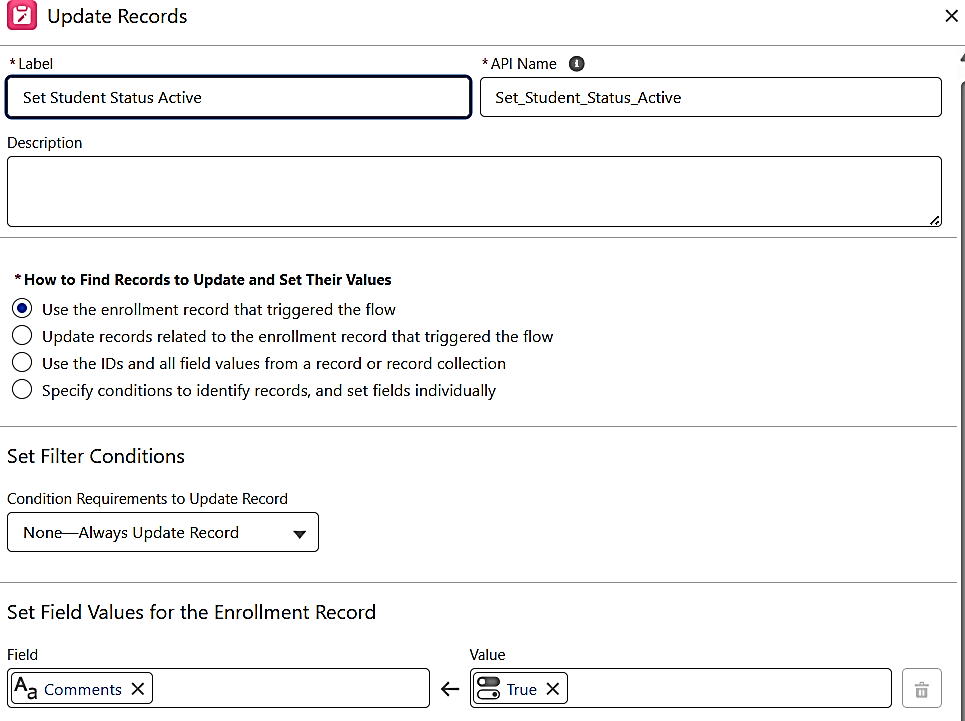 Update Records
* Label
* API Name
Set Student Status Active
Set_Student_Status_Active
Description
* How to Find Records to Update and Set Their Values
Use the enrollment record that triggered the flow
Update records related to the enrollment record that triggered the flow
Use the IDs and all field values from a record or record collection
Specify conditions to identify records, and set fields individually
Set Filter Conditions
Condition Requirements to Update Record
None—Always Update Record
Set Field Values for the Enrollment Record
Field
Value
Aa Comments
True